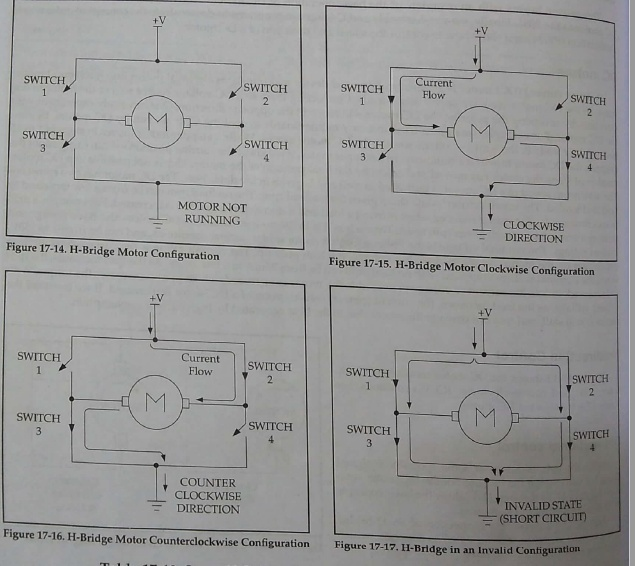 +V
SWITCH
1
SWITCH
2
M
SWITCH
3
SWITCH
4
MOTOR NOT
RUNNING
Figure 17-14. H-Bridge Motor Configuration
+V
Current
Flow
SWITCH
1
SWITCH
2
M
SWITCH
3
SWITCH
4
CLOCKWISE
DIRECTION
Figure 17-15. H-Bridge Motor Clockwise Configuration
+V
Current
Flow
SWITCH
1
SWITCH
2
M
SWITCH
3
SWITCH
4
COUNTER
CLOCKWISE
DIRECTION
Figure 17-16. H-Bridge Motor Counterclockwise Configuration
+V
SWITCH
1
SWITCH
2
M
SWITCH
3
SWITCH
4
INVALID STATE
(SHORT CIRCUIT)
Figure 17-17. H-Bridge in an Invalid Configuration